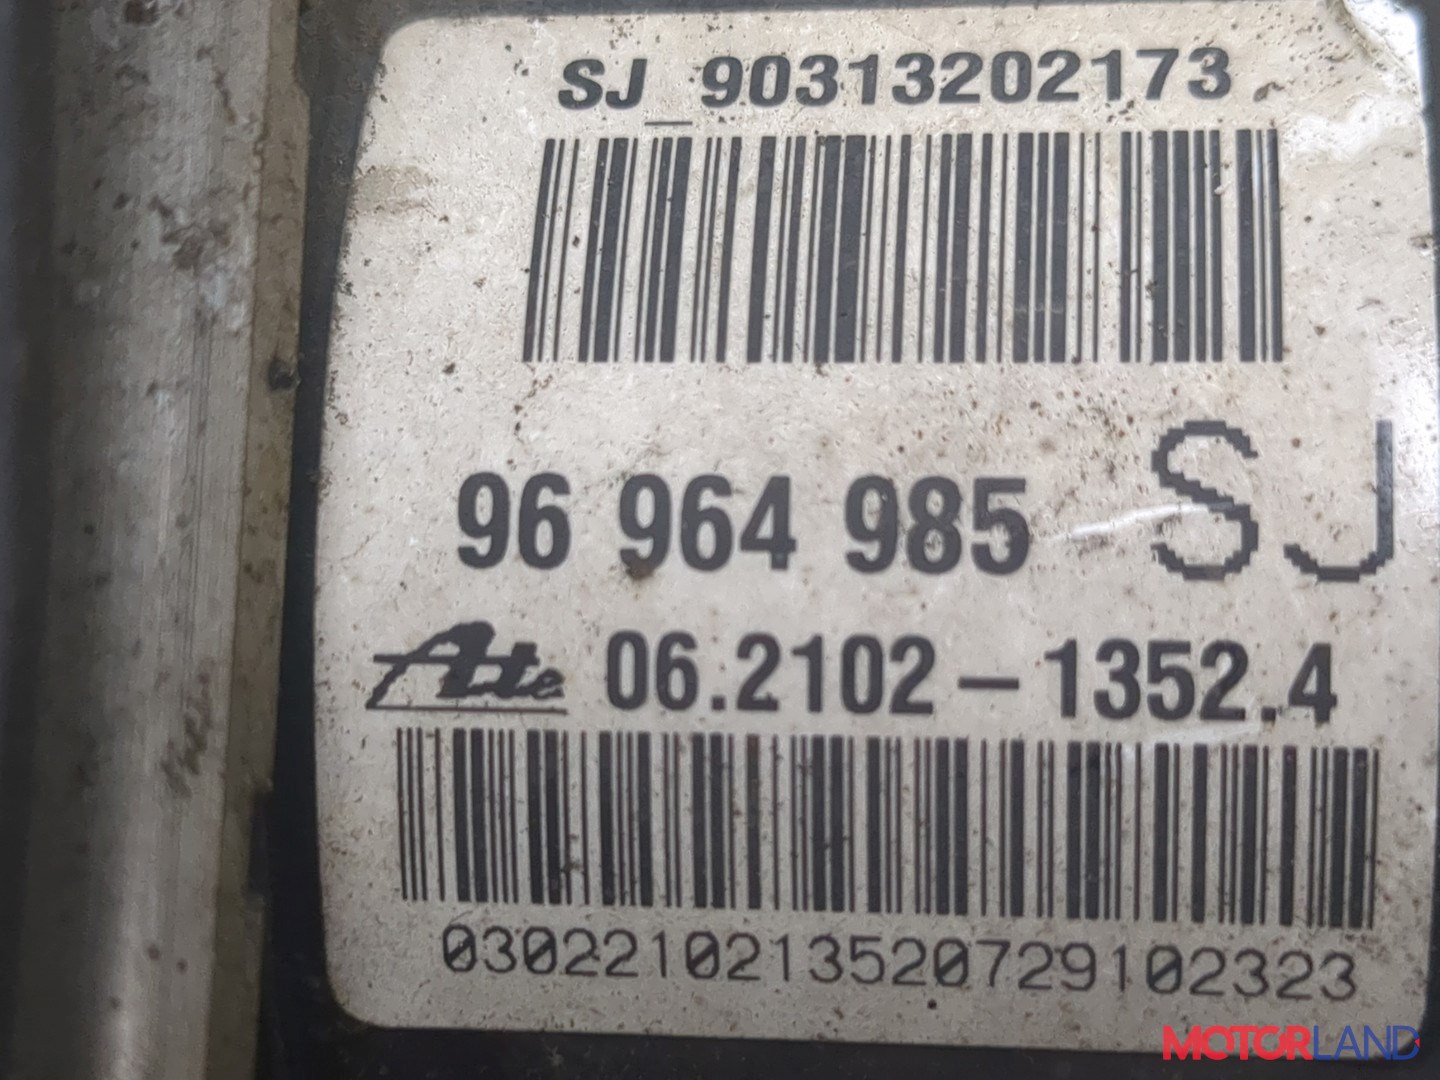 SJ_90313202173
96 964 985 SJ
Ate 06.2102-1352.4
0302210213520729102323
MOTORLAND